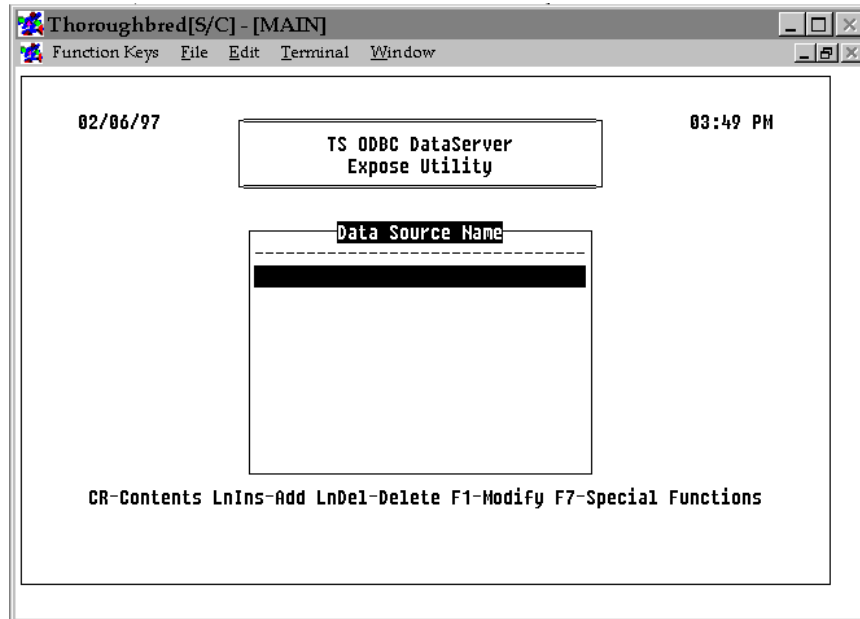 Thoroughbred[S/C] - [MAIN]
Function Keys File Edit Terminal Window
02/06/97
03:49 PM
TS ODBC DataServer
Expose Utility
Data Source Name
CR-Contents LnIns-Add LnDel-Delete F1-Modify F7-Special Functions